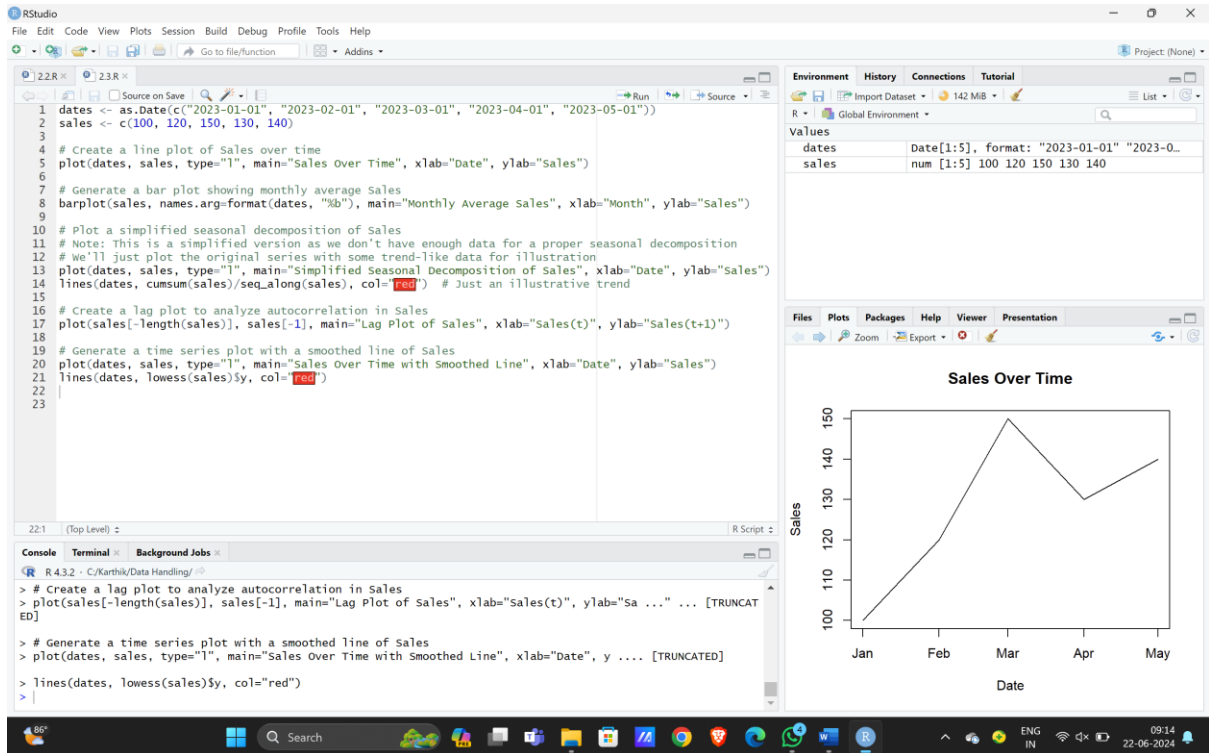 RStudio
File Edit Code View Plots Session Build Debug Profile Tools Help
Go to file/function Addins Project: (None)
2.2.R × 2.3.R ×
Source on Save Run Source
1 dates <- as.Date(c("2023-01-01", "2023-02-01", "2023-03-01", "2023-04-01", "2023-05-01"))
2 sales <- c(100, 120, 150, 130, 140)
3
4 # Create a line plot of Sales over time
5 plot(dates, sales, type="l", main="Sales Over Time", xlab="Date", ylab="Sales")
6
7 # Generate a bar plot showing monthly average Sales
8 barplot(sales, names.arg=format(dates, "%b"), main="Monthly Average Sales", xlab="Month", ylab="Sales")
9
10 # Plot a simplified seasonal decomposition of Sales
11 # Note: This is a simplified version as we don't have enough data for a proper seasonal decomposition
12 # We'll just plot the original series with some trend-like data for illustration
13 plot(dates, sales, type="l", main="Simplified Seasonal Decomposition of Sales", xlab="Date", ylab="Sales")
14 lines(dates, cumsum(sales)/seq_along(sales), col="red") # Just an illustrative trend
15
16 # Create a lag plot to analyze autocorrelation in Sales
17 plot(sales[-length(sales)], sales[-1], main="Lag Plot of Sales", xlab="Sales(t)", ylab="Sales(t+1)")
18
19 # Generate a time series plot with a smoothed line of Sales
20 plot(dates, sales, type="l", main="Sales Over Time with Smoothed Line", xlab="Date", ylab="Sales")
21 lines(dates, lowess(sales)$y, col="red")
22
23
22:1 (Top Level) R Script
Console Terminal × Background Jobs ×
R 4.3.2 · C:/Karthik/Data Handling/
> # Create a lag plot to analyze autocorrelation in Sales
> plot(sales[-length(sales)], sales[-1], main="Lag Plot of Sales", xlab="Sales(t)", ylab="Sa ..." ... [TRUNCAT
ED]
> # Generate a time series plot with a smoothed line of Sales
> plot(dates, sales, type="l", main="Sales Over Time with Smoothed Line", xlab="Date", y .... [TRUNCATED]
> lines(dates, lowess(sales)$y, col="red")
>
Environment History Connections Tutorial
Import Dataset 142 MiB List
R Global Environment
Values
dates Date[1:5], format: "2023-01-01" "2023-0…
sales num [1:5] 100 120 150 130 140
Files Plots Packages Help Viewer Presentation
Zoom Export
Sales Over Time
150
140
130
120
110
100
Sales
Jan Feb Mar Apr May
Date
86°
Search
PRE
4
ENG
IN
09:14
22-06-2024